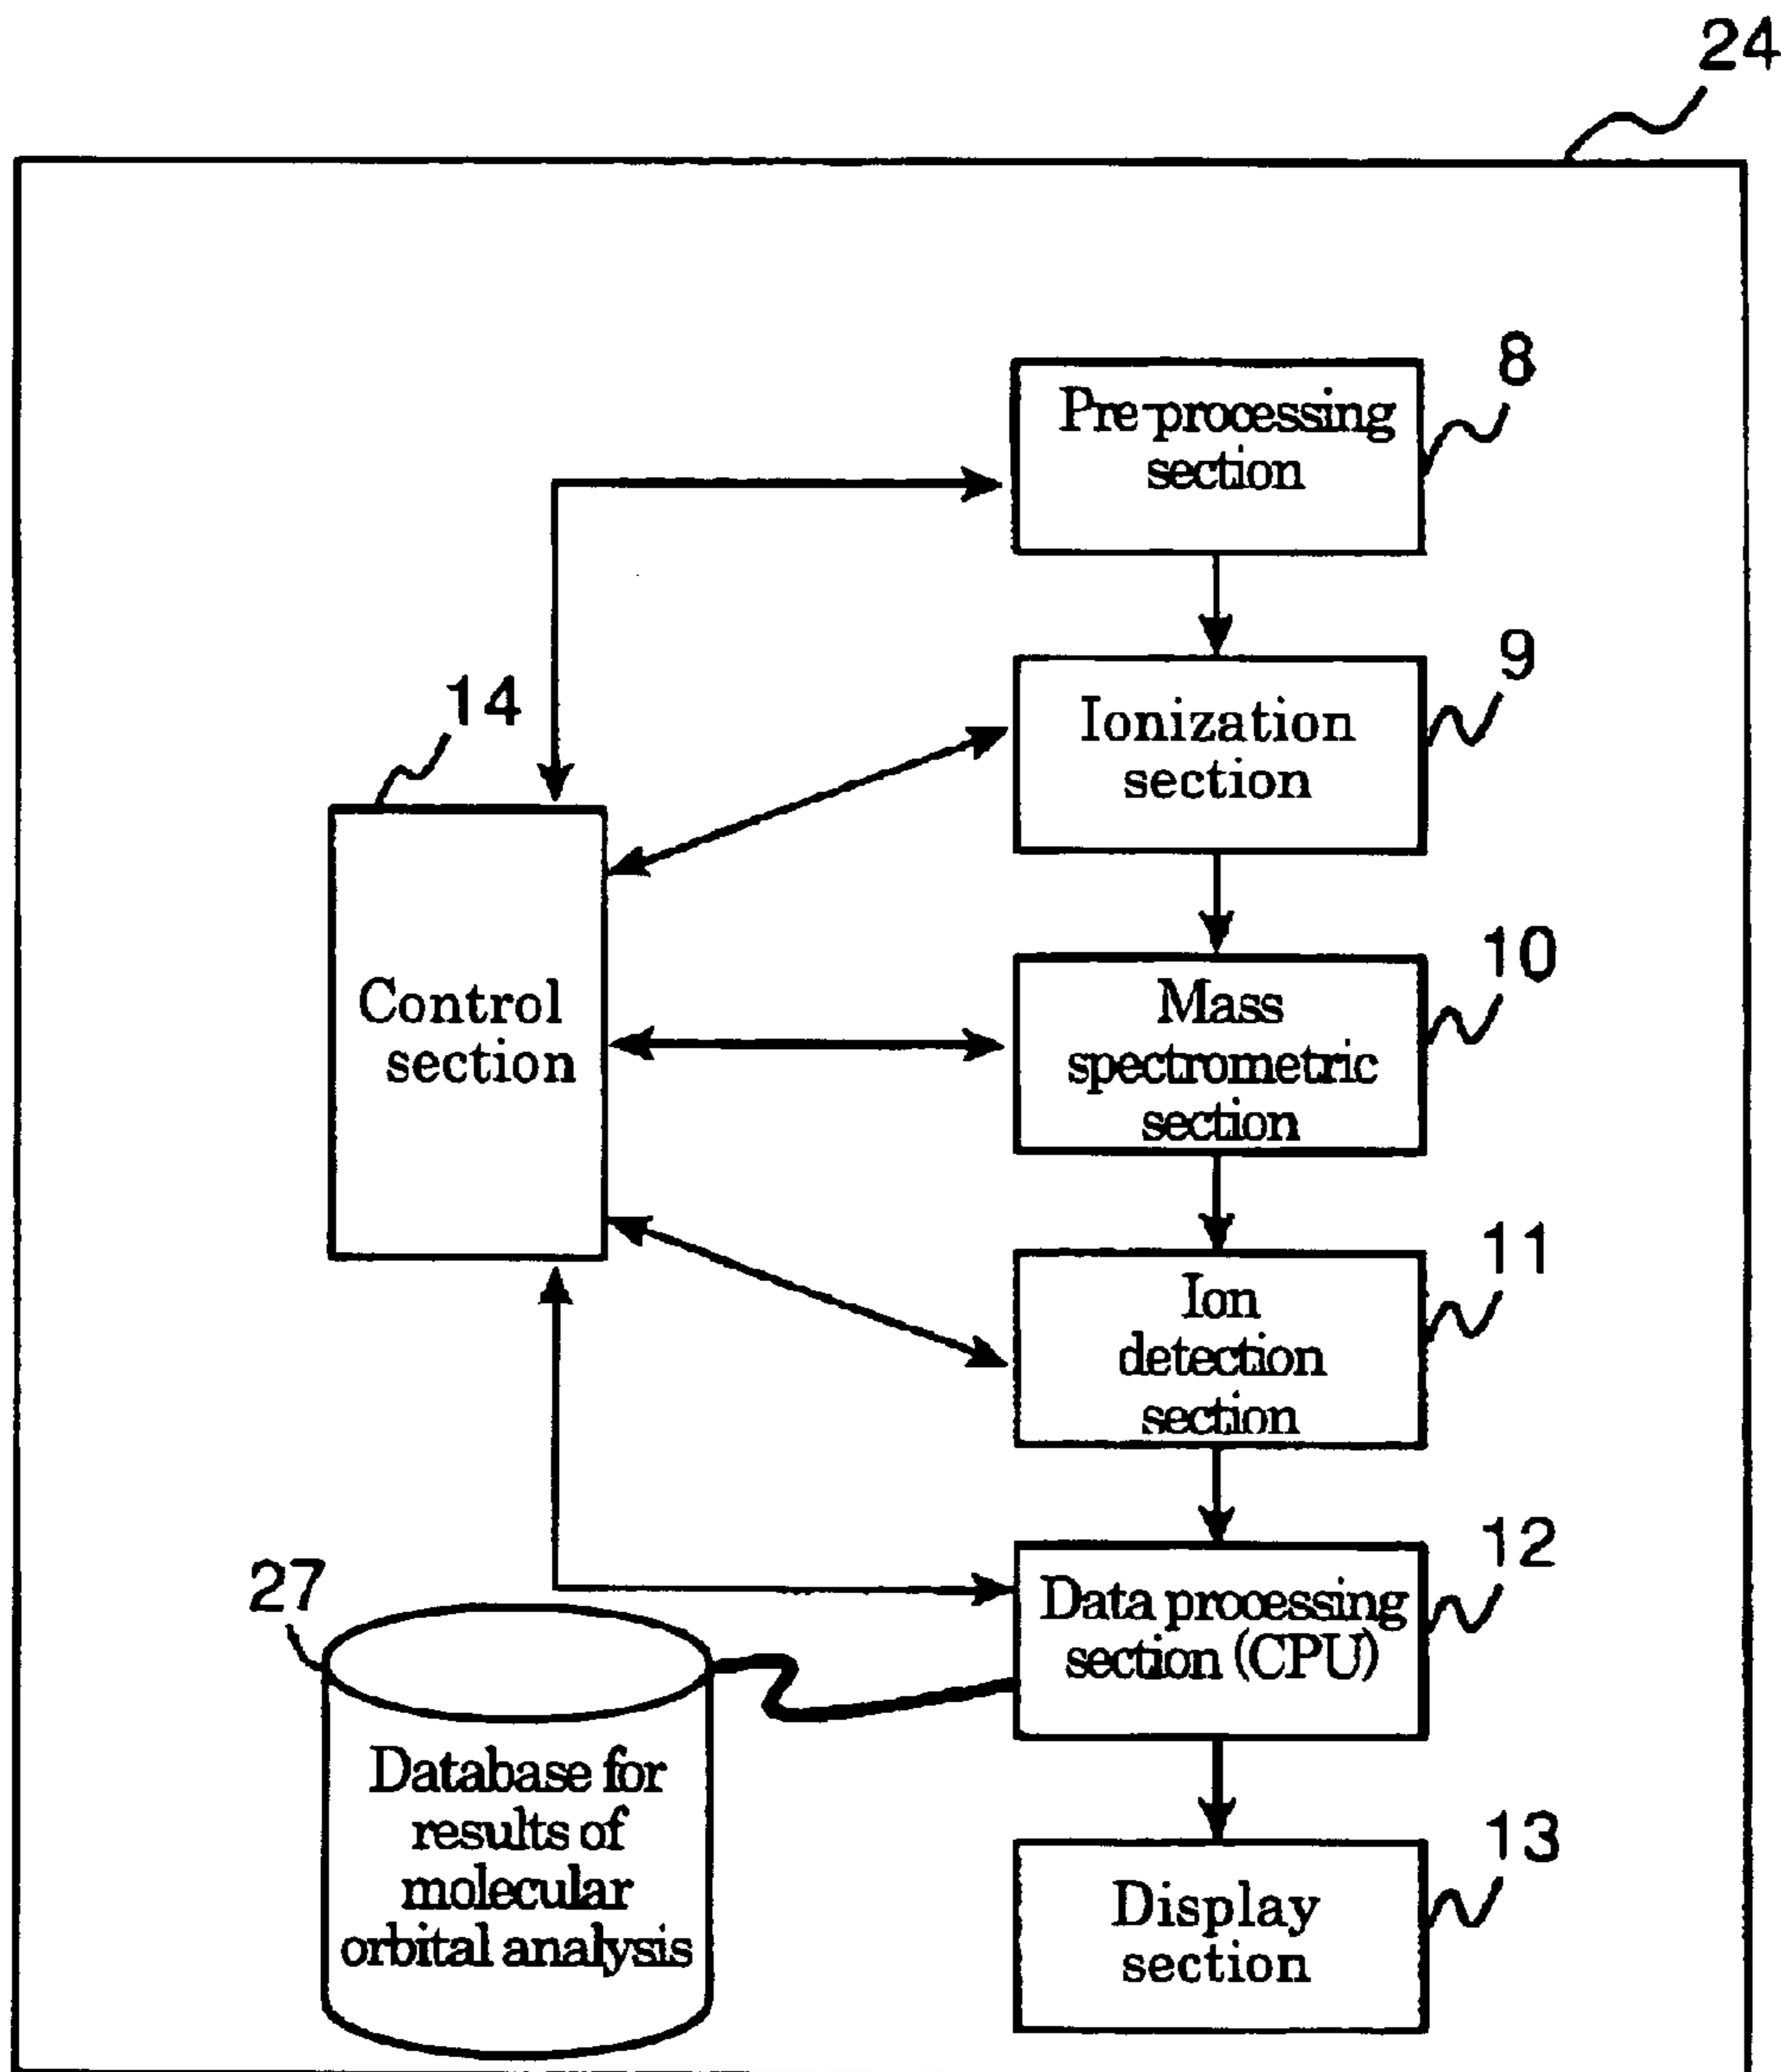 24
8
Pre-processing
section
9
Ionization
section
14
Control
section
10
Mass
spectrometric
section
11
Ion
detection
section
12
Data processing
section (CPU)
27
Database for
results of
molecular
orbital analysis
13
Display
section